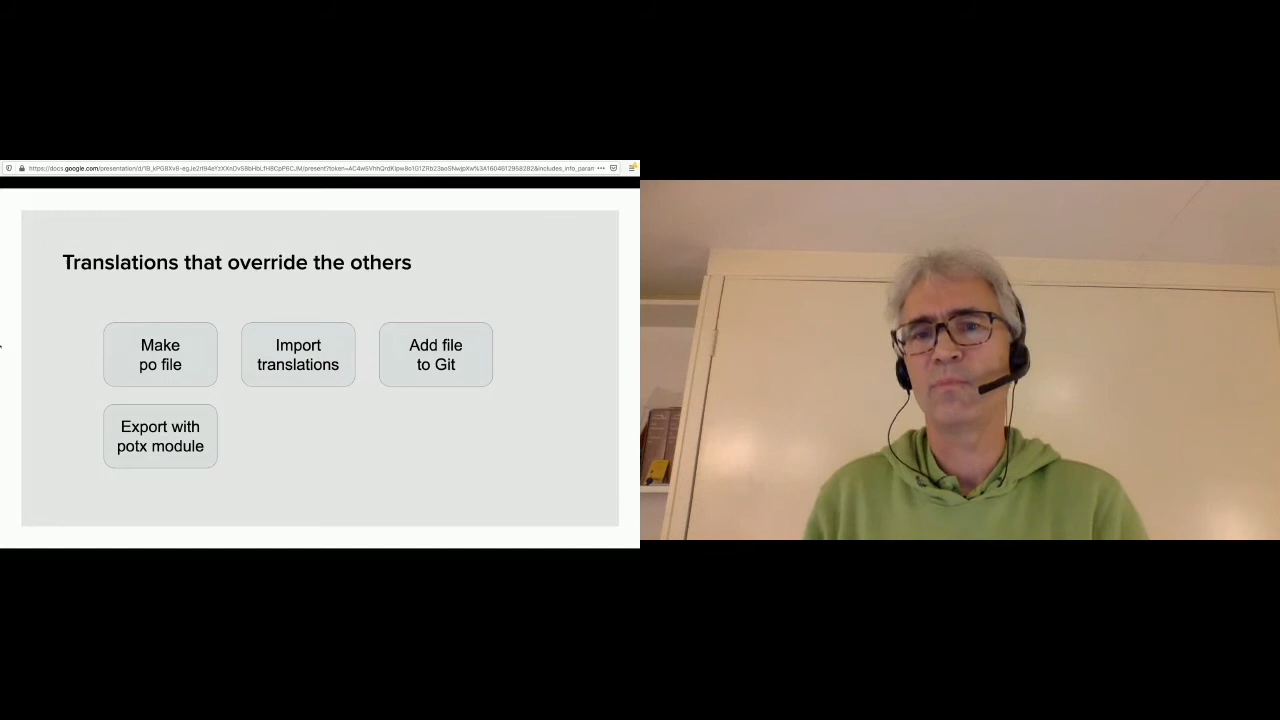 Translations that override the others
Make
po file
Import
translations
Add file
to Git
Export with
potx module